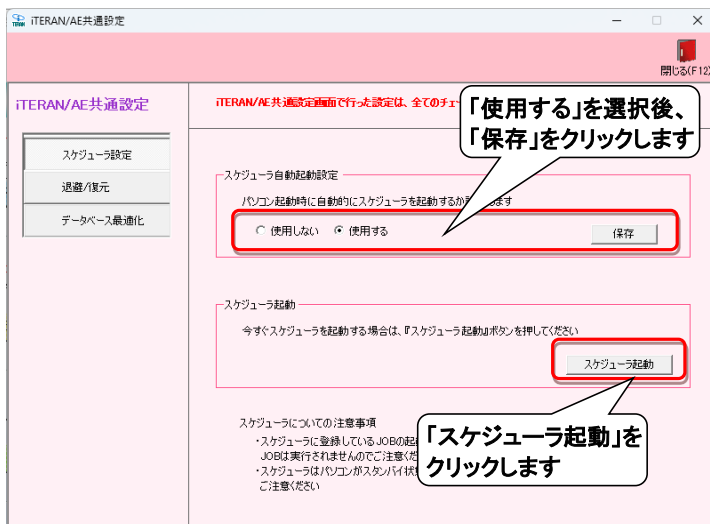 iTERAN/AE共通設定
閉じる(F12)
iTERAN/AE共通設定
iTERAN/AE共通設定画面で行った設定は、全てのチェ
「使用する」を選択後、
「保存」をクリックします
スケジューラ設定
退避/復元
データベース最適化
スケジューラ自動起動設定
パソコン起動時に自動的にスケジューラを起動するか
ます
使用しない
使用する
保存
スケジューラ起動
今すぐスケジューラを起動する場合は、『スケジューラ起動』ボタンを押してください
スケジューラ起動
スケジューラについての注意事項
・スケジューラに登録しているJOBの起
JOBは実行されませんのでご注意くだ
・スケジューラはパソコンがスタンバイ状
ご注意ください
「スケジューラ起動」を
クリックします